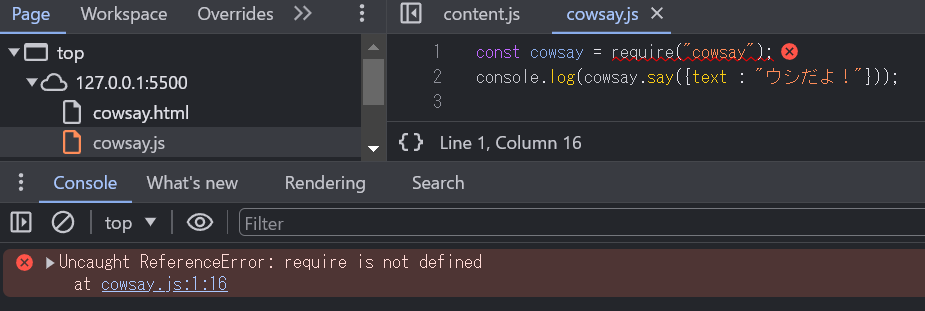 Page Workspace Overrides content.js cowsay.js
top
127.0.0.1:5500
cowsay.html
cowsay.js
1 const cowsay = require("cowsay");
2 console.log(cowsay.say([text : "ウシだよ！"}));
3
{} Line 1, Column 16
Console What's new Rendering Search
top Filter
Uncaught ReferenceError: require is not defined
at cowsay.js:1:16